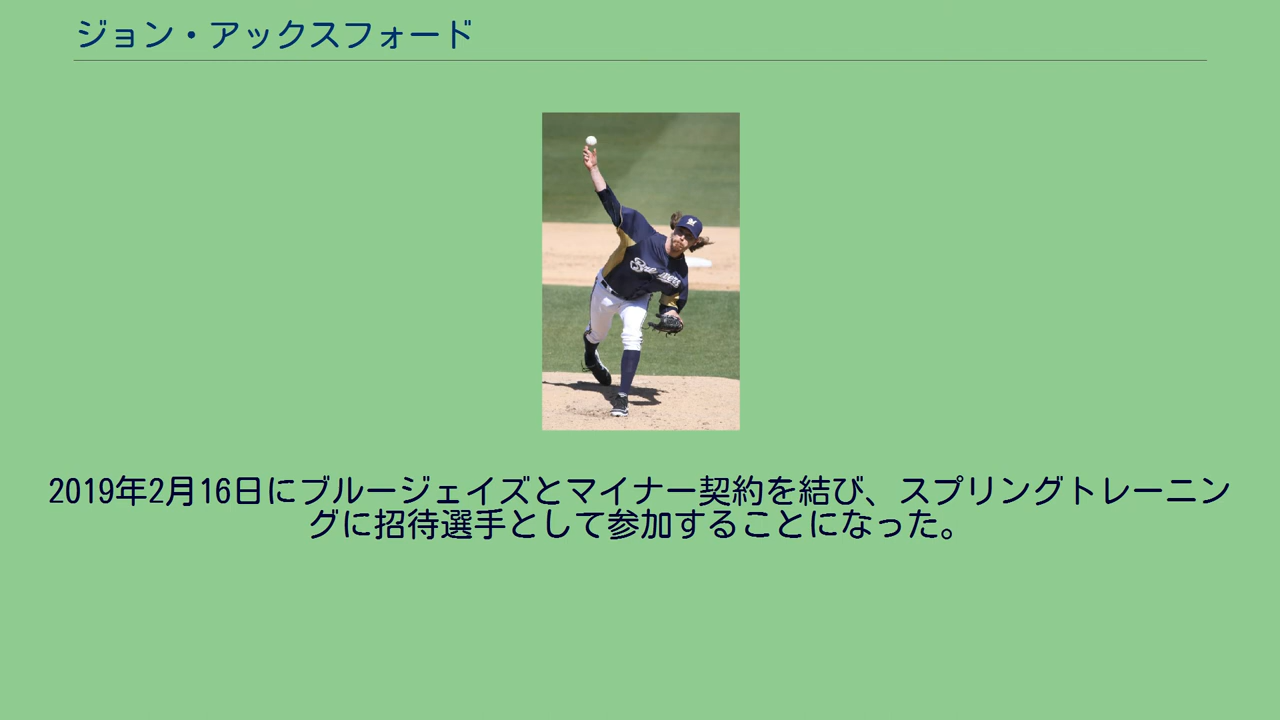 ジョン・アックスフォード
Brewers
2019年2月16日にブルージェイズとマイナー契約を結び、スプリングトレーニン
グに招待選手として参加することになった。